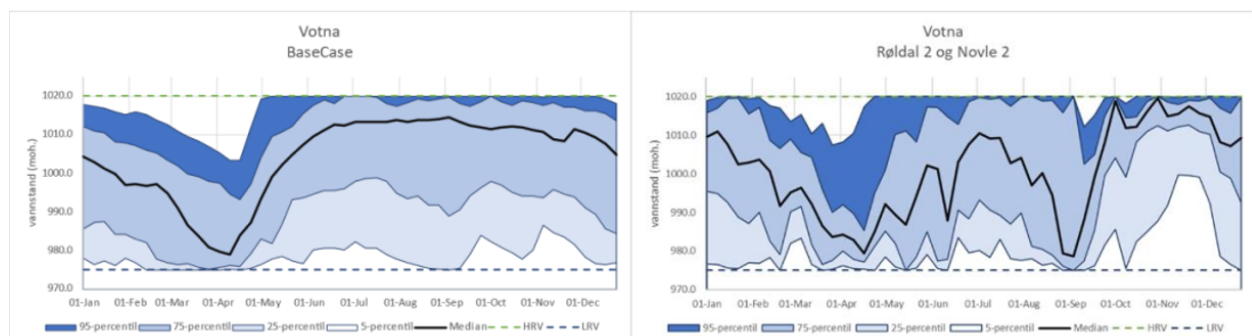 Votna
BaseCase
vannstand (moh.)
1020.0
1010.0
1000.0
990.0
980.0
970.0
01-Jan 01-Feb 01-Mar 01-Apr 01-May 01-Jun 01-Jul 01-Aug 01-Sep 01-Oct 01-Nov 01-Dec
95-percentil 75-percentil 25-percentil 5-percentil Median HRV LRV
Votna
Røldal 2 og Novle 2
vannstand (moh.)
1020.0
1010.0
1000.0
990.0
980.0
970.0
01-Jan 01-Feb 01-Mar 01-Apr 01-May 01-Jun 01-Jul 01-Aug 01-Sep 01-Oct 01-Nov 01-Dec
95-percentil 75-percentil 25-percentil 5-percentil Median HRV LRV